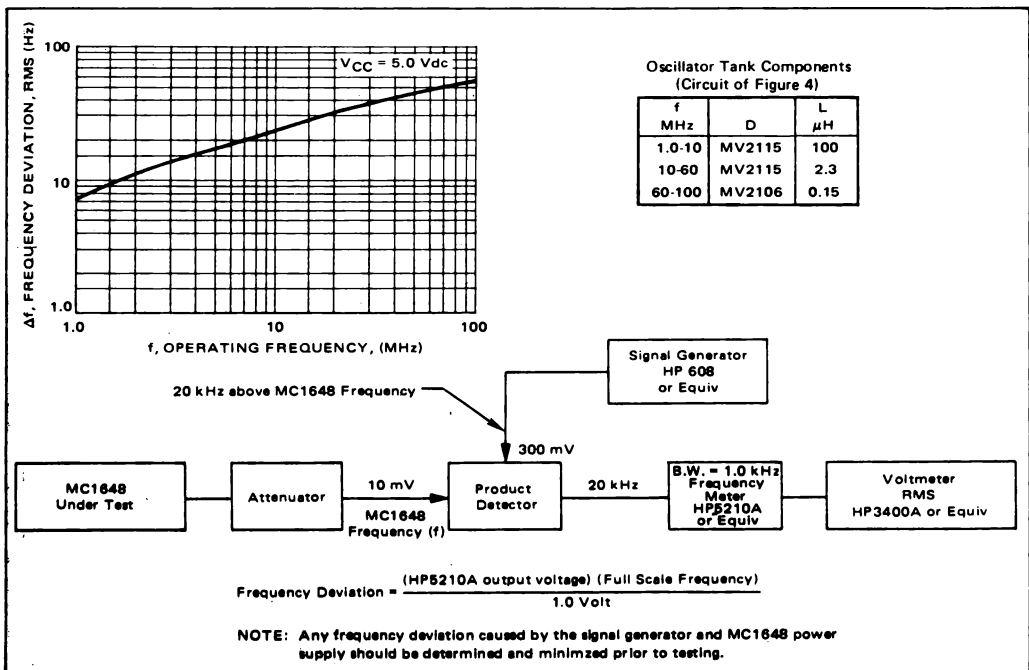 Δf, FREQUENCY DEVIATION, RMS (Hz)
100
10
1.0
VCC = 5.0 Vdc
1.0
10
100
f, OPERATING FREQUENCY, (MHz)
Oscillator Tank Components
(Circuit of Figure 4)
f MHz D L μH
1.0-10 MV2115 100
10-60 MV2115 2.3
60-100 MV2106 0.15
Signal Generator
HP 608
or Equiv
20 kHz above MC1648 Frequency
300 mV
MC1648
Under Test
Attenuator
10 mV
MC1648
Frequency (f)
Product
Detector
20 kHz
B.W. = 1.0 kHz
Frequency
Meter
HP5210A
or Equiv
Voltmeter
RMS
HP3400A or Equiv
Frequency Deviation = (HP5210A output voltage) (Full Scale Frequency)
1.0 Volt
NOTE: Any frequency deviation caused by the signal generator and MC1648 power
supply should be determined and minimzed prior to testing.